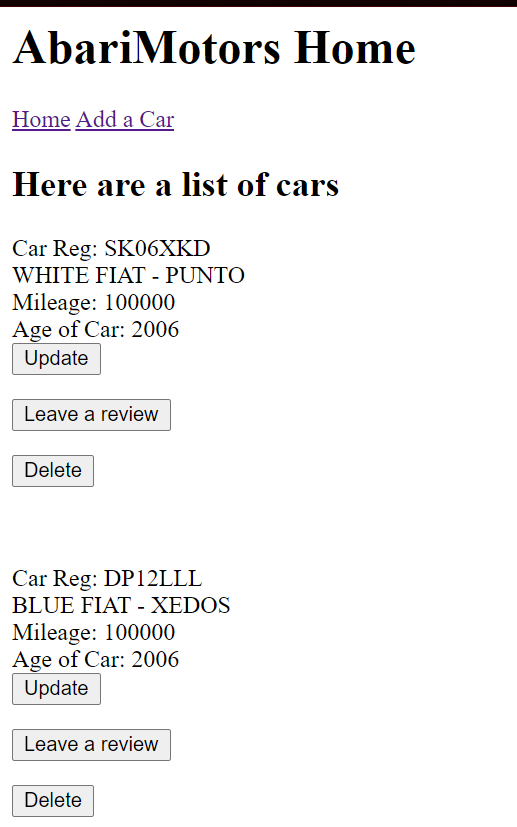 AbariMotors Home
Home Add a Car
Here are a list of cars
Car Reg: SK06XKD
WHITE FIAT - PUNTO
Mileage: 100000
Age of Car: 2006
Update
Leave a review
Delete
Car Reg: DP12LLL
BLUE FIAT - XEDOS
Mileage: 100000
Age of Car: 2006
Update
Leave a review
Delete